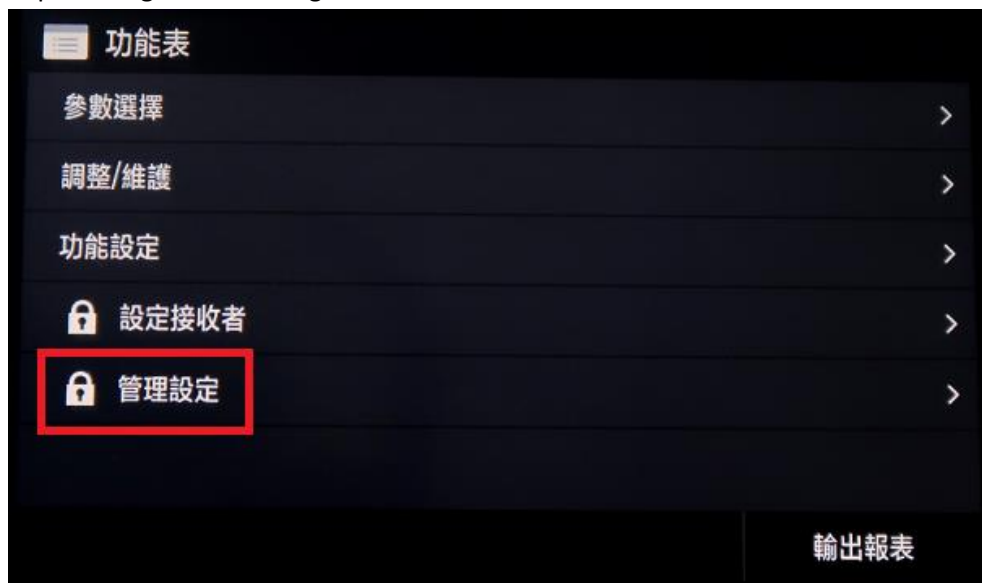 功能表
參數選擇
調整/維護
功能設定
設定接收者
管理設定
輸出報表